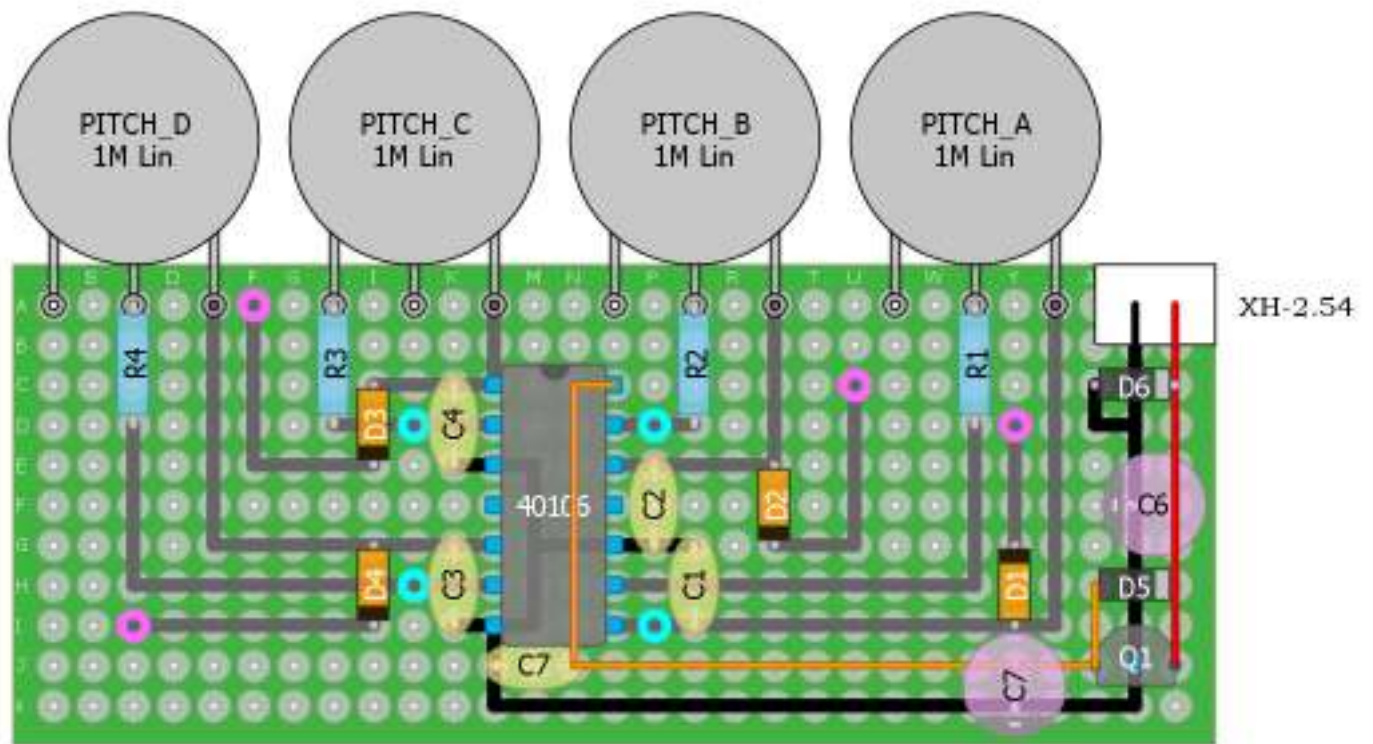 PITCH_D
1M Lin
PITCH_C
1M Lin
PITCH_B
1M Lin
PITCH_A
1M Lin
XH-2.54
D F G I K M N P R T U W Y
A
B
C
D
E
F
G
H
I
J
K
R4
R3
R2
R1
D3
C4
D6
40106
C2
D2
C6
D4
C3
C1
D1
D5
C7
C7
Q1